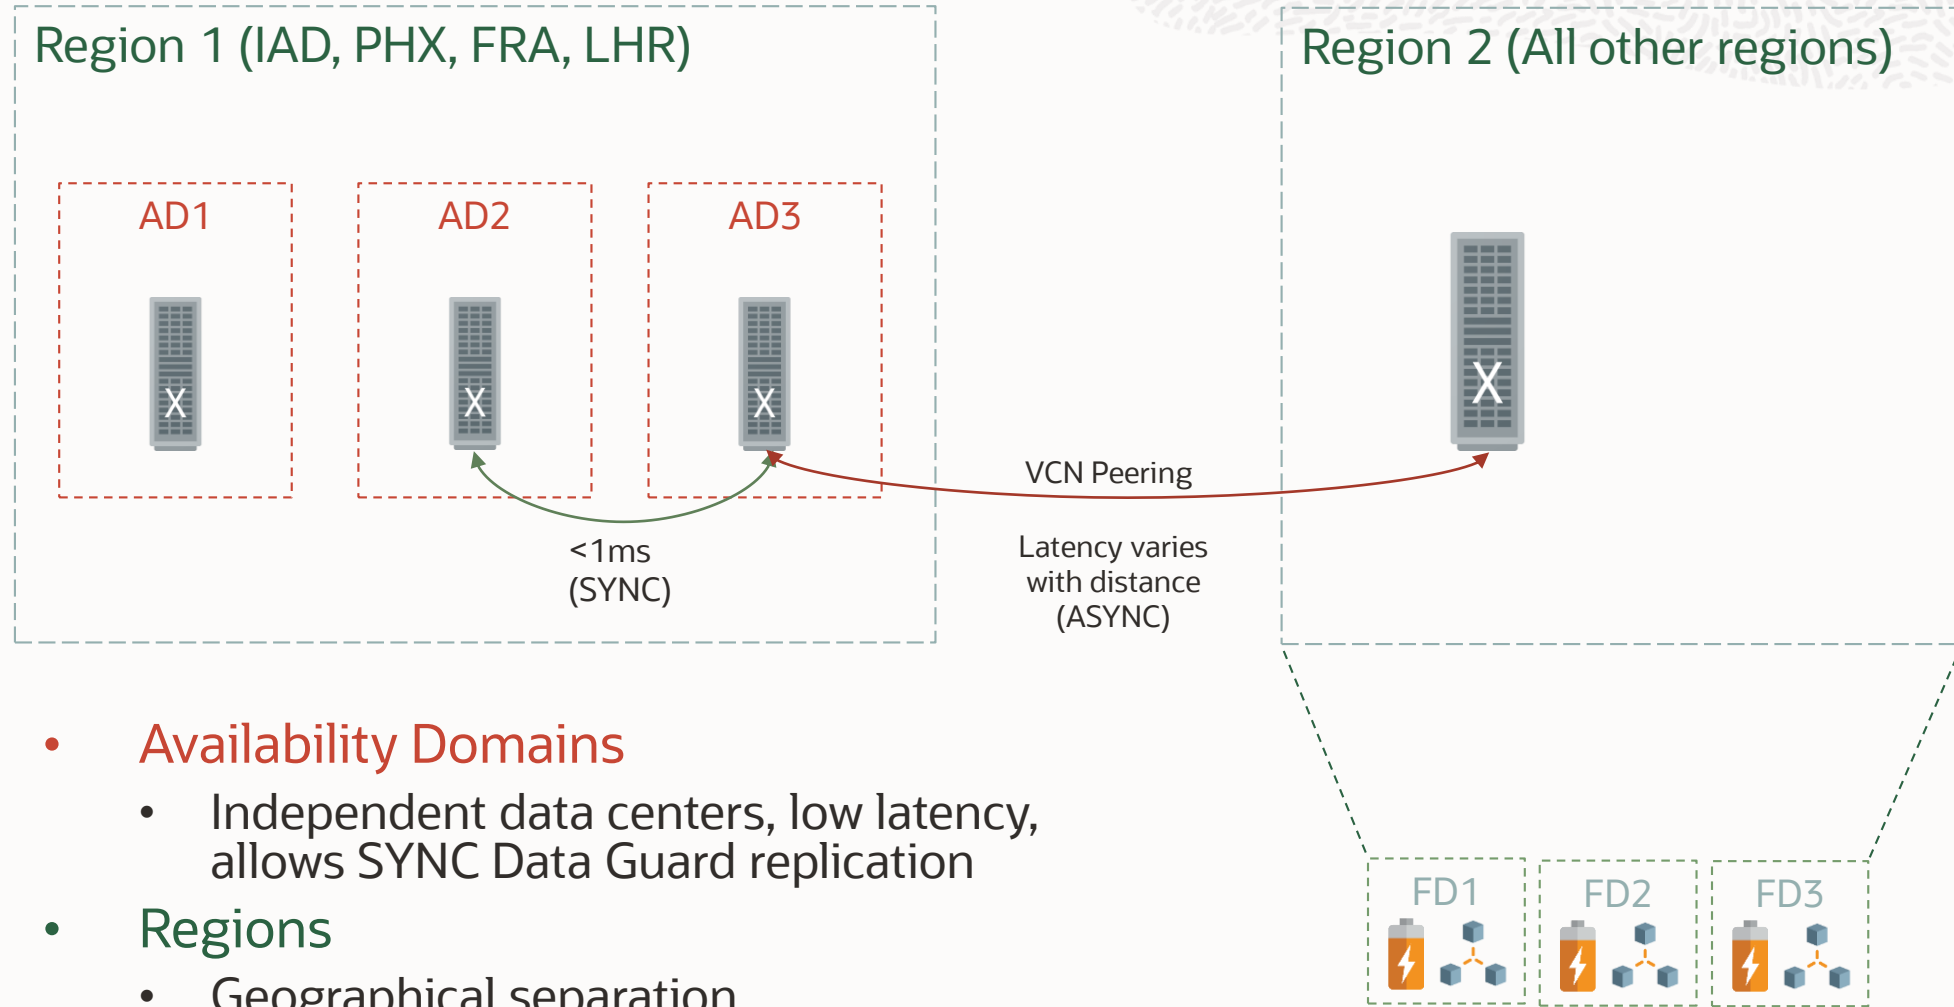 Region 1 (IAD, PHX, FRA, LHR)
Region 2 (All other regions)
AD1
AD2
AD3
X
X
X
X
VCN Peering
<1ms
(SYNC)
Latency varies
with distance
(ASYNC)
• Availability Domains
• Independent data centers, low latency,
allows SYNC Data Guard replication
• Regions
• Geographical separation
FD1
FD2
FD3